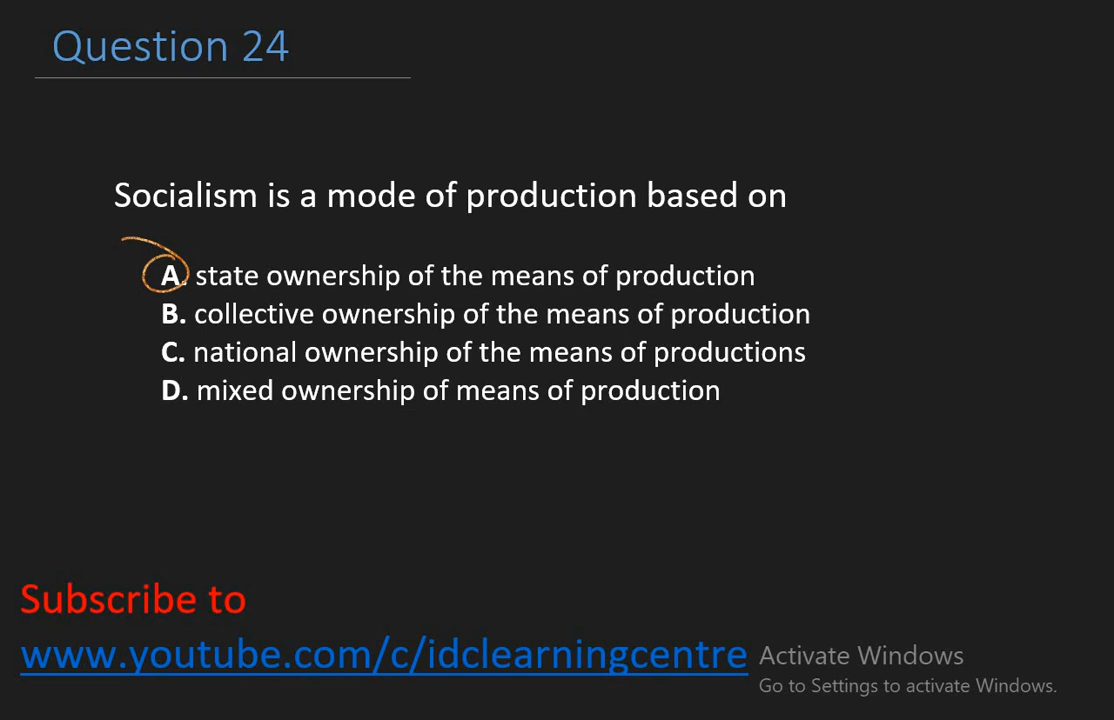 Question 24
Socialism is a mode of production based on
A. state ownership of the means of production
B. collective ownership of the means of production
C. national ownership of the means of productions
D. mixed ownership of means of production
Subscribe to
www.youtube.com/c/idclearningcentre
Activate Windows
Go to Settings to activate Windows.